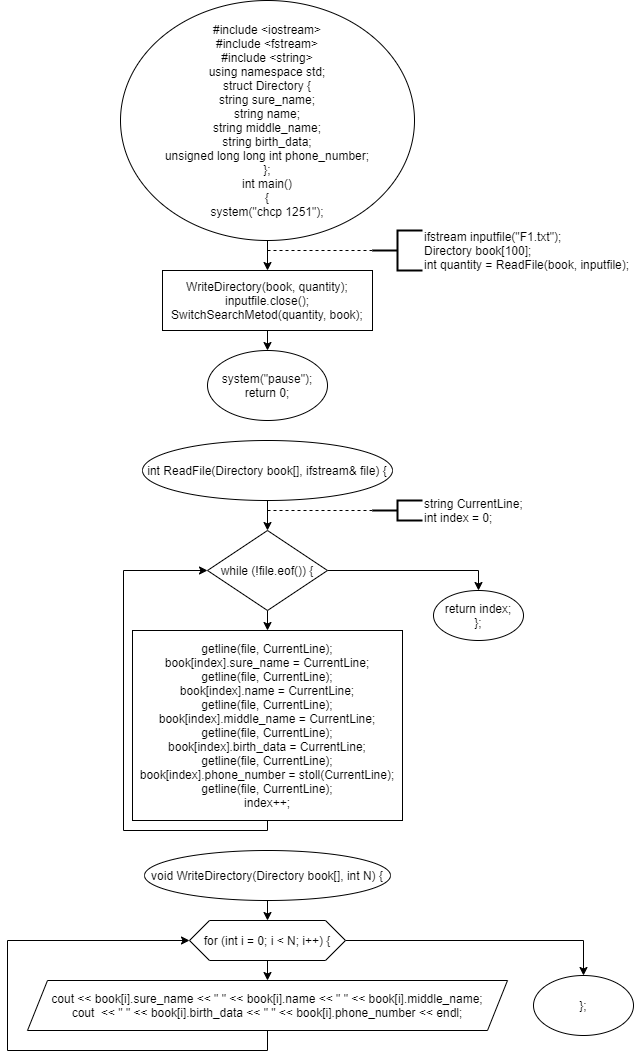 #include <iostream>
#include <fstream>
#include <string>
using namespace std;
struct Directory {
string sure_name;
string name;
string middle_name;
string birth_data;
unsigned long long int phone_number;
};
int main()
{
system("chcp 1251");
ifstream inputfile("F1.txt");
Directory book[100];
int quantity = ReadFile(book, inputfile);
WriteDirectory(book, quantity);
inputfile.close();
SwitchSearchMetod(quantity, book);
system("pause");
return 0;
int ReadFile(Directory book[], ifstream& file) {
string CurrentLine;
int index = 0;
while (!file.eof()) {
return index;
};
getline(file, CurrentLine);
book[index].sure_name = CurrentLine;
getline(file, CurrentLine);
book[index].name = CurrentLine;
getline(file, CurrentLine);
book[index].middle_name = CurrentLine;
getline(file, CurrentLine);
book[index].birth_data = CurrentLine;
getline(file, CurrentLine);
book[index].phone_number = stoll(CurrentLine);
getline(file, CurrentLine);
index++;
void WriteDirectory(Directory book[], int N) {
for (int i = 0; i < N; i++) {
cout << book[i].sure_name << " " << book[i].name << " " << book[i].middle_name;
cout << " " << book[i].birth_data << " " << book[i].phone_number << endl;
};